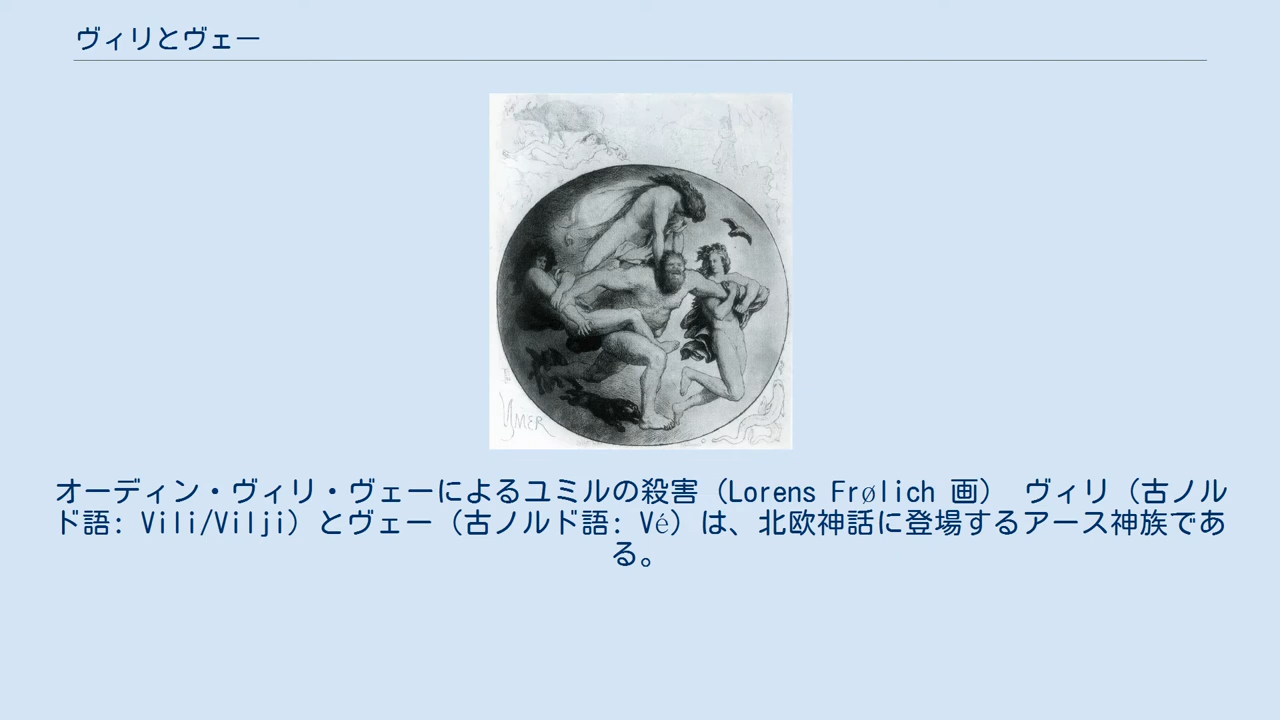 ヴィリとヴェー
YMER
オーディン・ヴィリ・ヴェーによるユミルの殺害（Lorens Frølich 画） ヴィリ（古ノル
ド語: Vili/Vilji）とヴェー（古ノルド語: Vé）は、北欧神話に登場するアース神族であ
る。